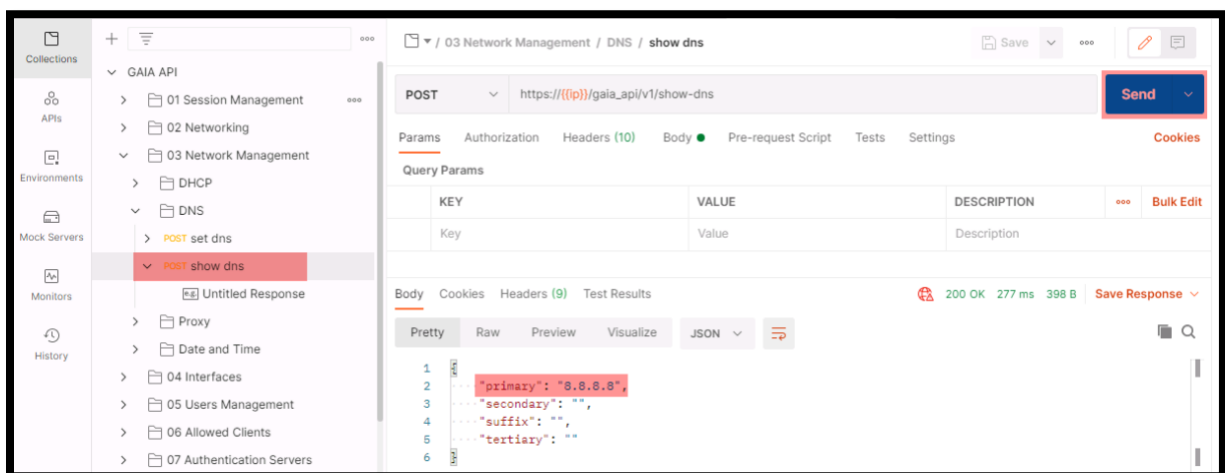 Collections
APIs
Environments
Mock Servers
Monitors
History
GAIA API
01 Session Management
02 Networking
03 Network Management
DHCP
DNS
POST set dns
POST show dns
e.g. Untitled Response
Proxy
Date and Time
04 Interfaces
05 Users Management
06 Allowed Clients
07 Authentication Servers
/ 03 Network Management / DNS / show dns
Save
POST https://{{ip}}/gaia_api/v1/show-dns Send
Params Authorization Headers (10) Body Pre-request Script Tests Settings Cookies
Query Params
KEY VALUE DESCRIPTION Bulk Edit
Key Value Description
Body Cookies Headers (9) Test Results 200 OK 277 ms 398 B Save Response
Pretty Raw Preview Visualize JSON
1 {
2 "primary": "8.8.8.8",
3 "secondary": "",
4 "suffix": "",
5 "tertiary": ""
6 }